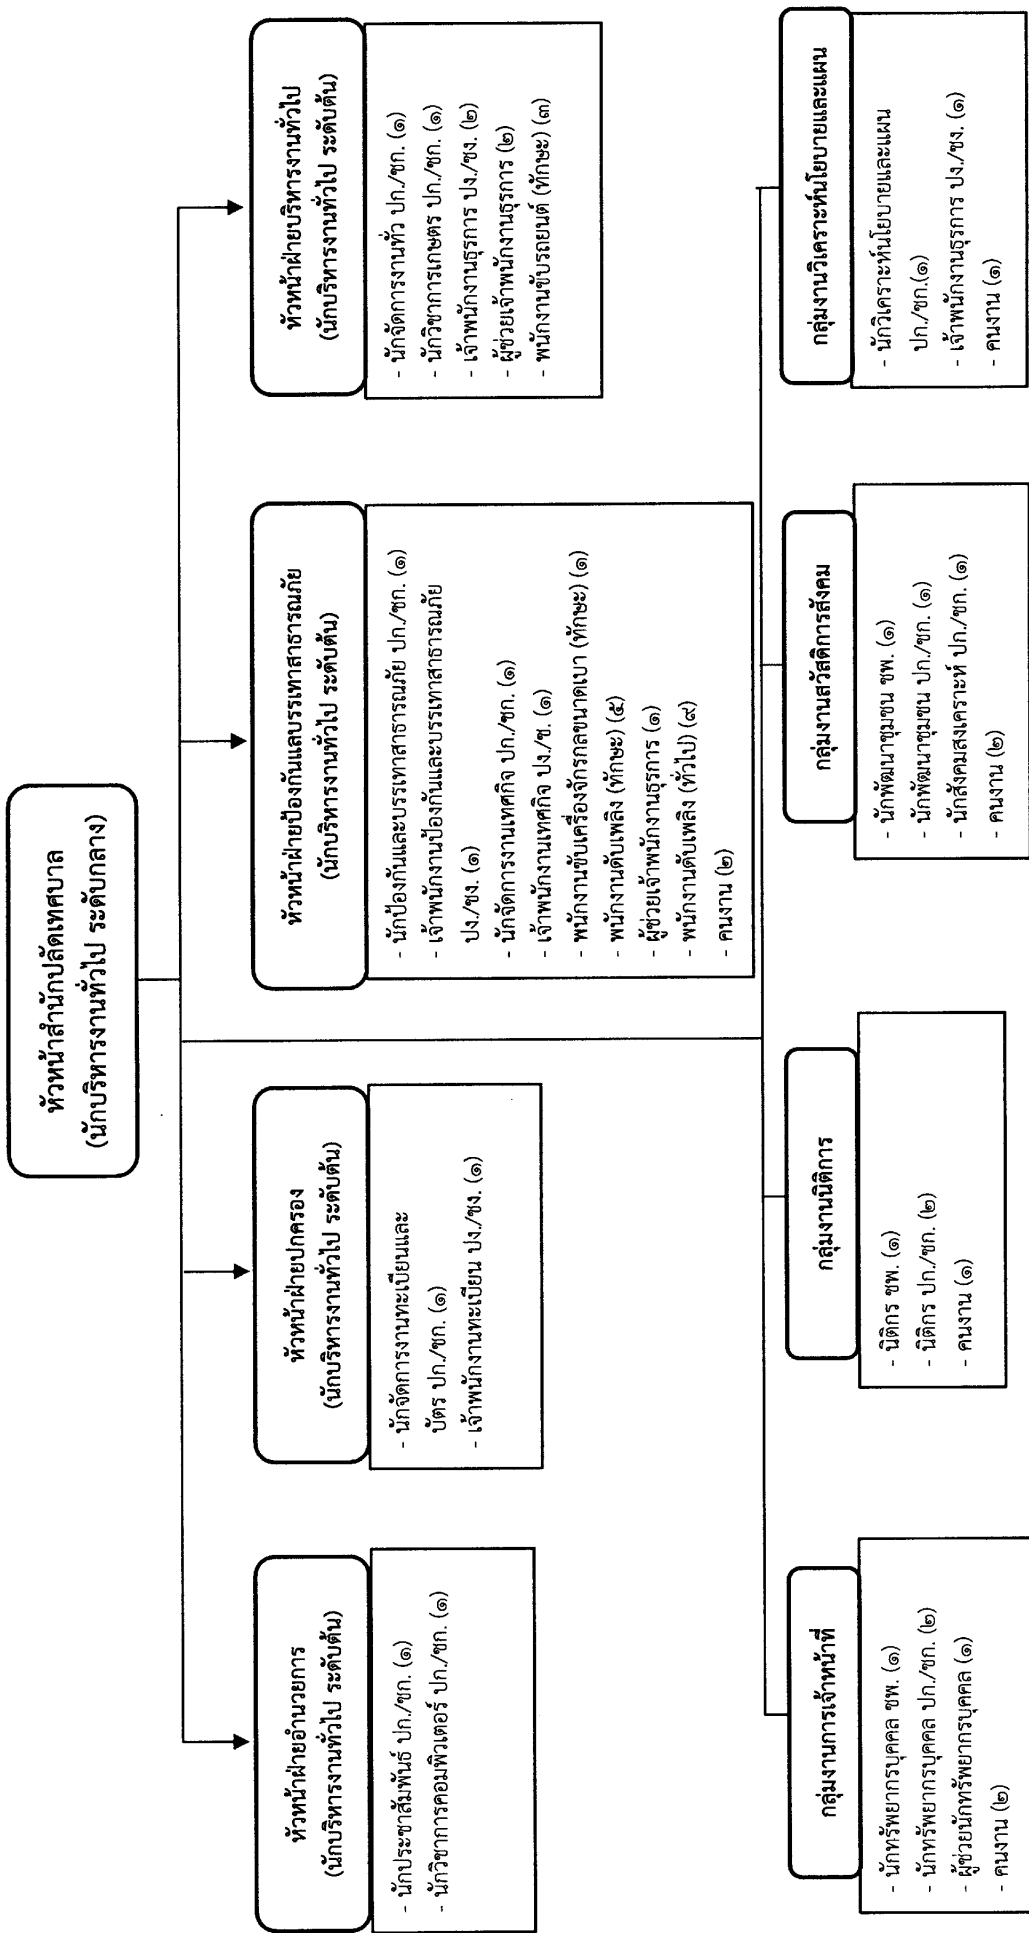 หัวหน้าสำนักปลัดเทศบาล
(นักบริหารงานทั่วไป ระดับกลาง)
หัวหน้าฝ่ายอำนวยการ
(นักบริหารงานทั่วไป ระดับต้น)
- นักประชาสัมพันธ์ ปก./ชก. (๑)
- นักวิชาการคอมพิวเตอร์ ปก./ชก. (๑)
หัวหน้าฝ่ายปกครอง
(นักบริหารงานทั่วไป ระดับต้น)
- นักจัดการงานทะเบียนและ
บัตร ปก./ชก. (๑)
- เจ้าพนักงานทะเบียน ปง./ชง. (๑)
หัวหน้าฝ่ายป้องกันแลบรรเทาสาธารณภัย
(นักบริหารงานทั่วไป ระดับต้น)
- นักป้องกันและบรรเทาสาธารณภัย ปก./ชก. (๑)
- เจ้าพนักงานป้องกันและบรรเทาสาธารณภัย
ปง./ชง. (๑)
- นักจัดการงานเทศกิจ ปก./ชก. (๑)
- เจ้าพนักงานเทศกิจ ปง./ช. (๑)
- พนักงานขับเครื่องจักรกลขนาดเบา (ทักษะ) (๑)
- พนักงานดับเพลิง (ทักษะ) (๕)
- ผู้ช่วยเจ้าพนักงานธุรการ (๑)
- พนักงานดับเพลิง (ทั่วไป) (๙)
- คนงาน (๒)
หัวหน้าฝ่ายบริหารงานทั่วไป
(นักบริหารงานทั่วไป ระดับต้น)
- นักจัดการงานทั่ว ปก./ชก. (๑)
- นักวิชาการเกษตร ปก./ชก. (๑)
- เจ้าพนักงานธุรการ ปง./ชง. (๒)
- ผู้ช่วยเจ้าพนักงานธุรการ (๒)
- พนักงานขับรถยนต์ (ทักษะ) (๓)
กลุ่มงานการเจ้าหน้าที่
- นักทรัพยากรบุคคล ชพ. (๑)
- นักทรัพยากรบุคคล ปก./ชก. (๒)
- ผู้ช่วยนักทรัพยากรบุคคล (๑)
- คนงาน (๒)
กลุ่มงานนิติการ
- นิติกร ชพ. (๑)
- นิติกร ปก./ชก. (๒)
- คนงาน (๑)
กลุ่มงานสวัสดิการสังคม
- นักพัฒนาชุมชน ชพ. (๑)
- นักพัฒนาชุมชน ปก./ชก. (๑)
- นักสังคมสงเคราะห์ ปก./ชก. (๑)
- คนงาน (๒)
กลุ่มงานวิเคราะห์นโยบายและแผน
- นักวิเคราะห์นโยบายและแผน
ปก./ชก.(๑)
- เจ้าพนักงานธุรการ ปง./ชง. (๑)
- คนงาน (๑)